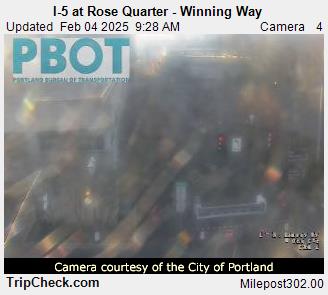 I-5 at Rose Quarter - Winning Way
Updated Feb 04 2025 9:28 AM Camera 4
PBOT
PORTLAND BUREAU OF TRANSPORTATION
Camera courtesy of the City of Portland
TripCheck.com Milepost302.00